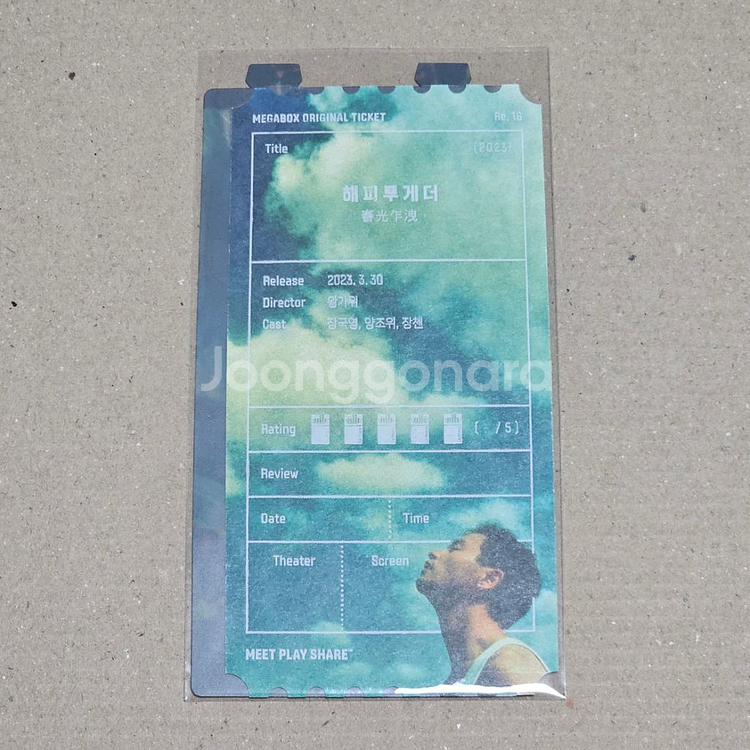 MEGABOX ORIGINAL TICKET Re. 16
Title (2023)
해피투게더
春光乍洩
Release 2023. 3. 30
Director 왕가위
Cast 장국영, 양조위, 장첸
Joonggonara
Rating ( / 5 )
Review
Date Time
Theater Screen
MEET PLAY SHARE™